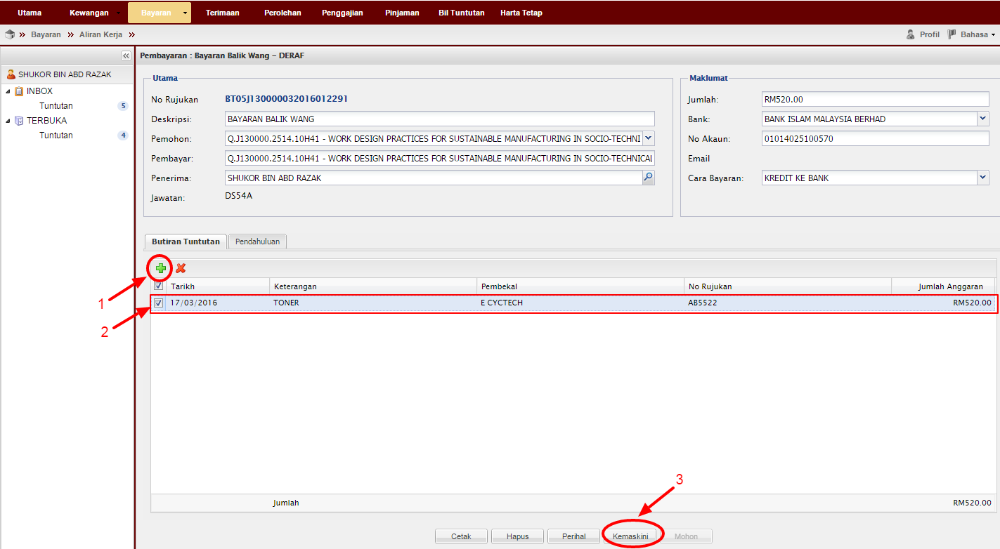 Utama Kewangan Bayaran Terimaan Perolehan Penggajian Pinjaman Bil Tuntutan Harta Tetap
Bayaran Aliran Kerja Profil Bahasa
Pembayaran : Bayaran Balik Wang – DERAF
SHUKOR BIN ABD RAZAK
INBOX
Tuntutan 5
TERBUKA
Tuntutan 4
Utama
No Rujukan BT05J130000032016012291
Deskripsi: BAYARAN BALIK WANG
Pemohon: Q.J130000.2514.10H41 - WORK DESIGN PRACTICES FOR SUSTAINABLE MANUFACTURING IN SOCIO-TECHNI
Pembayar: Q.J130000.2514.10H41 - WORK DESIGN PRACTICES FOR SUSTAINABLE MANUFACTURING IN SOCIO-TECHNICAL
Penerima: SHUKOR BIN ABD RAZAK
Jawatan: DS54A
Maklumat
Jumlah: RM520.00
Bank: BANK ISLAM MALAYSIA BERHAD
No Akaun: 01014025100570
Email
Cara Bayaran: KREDIT KE BANK
Butiran Tuntutan Pendahuluan
1
Tarikh Keterangan Pembekal No Rujukan Jumlah Anggaran
2
17/03/2016 TONER E CYCTECH AB5522 RM520.00
3
Jumlah RM520.00
Cetak Hapus Perihal Kemaskini Mohon